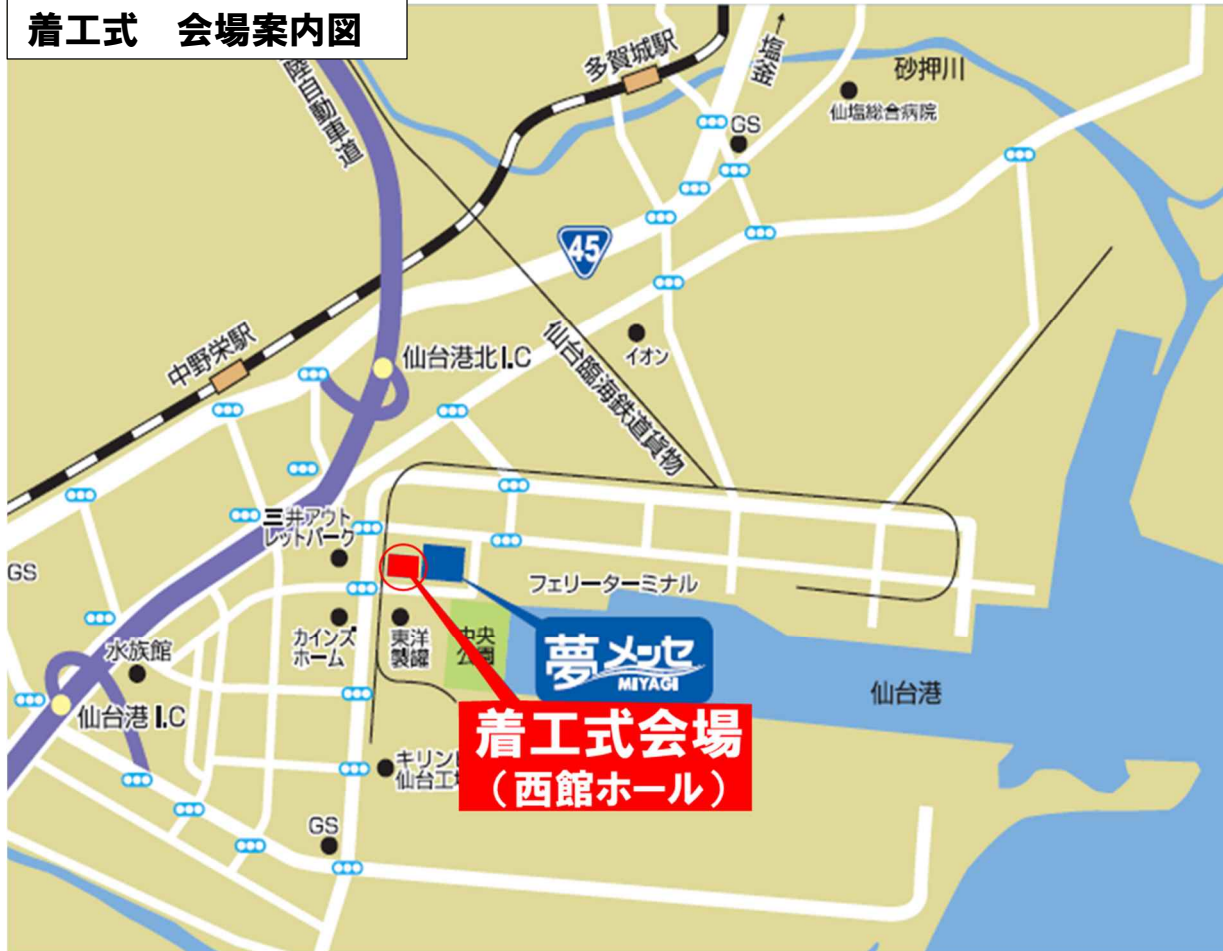 着工式 会場案内図
陸自動車道
多賀城駅
→塩釜
砂押川
仙塩総合病院
GS
45
中野栄駅
仙台港北I.C
イオン
仙台臨海鉄道貨物
三井アウト
レットパーク
GS
フェリーターミナル
カインズ
ホーム
東洋
製罐
中央
公園
夢メッセ
MIYAGI
水族館
仙台港I.C
仙台港
着工式会場
(西館ホール)
キリンビ
仙台工場
GS